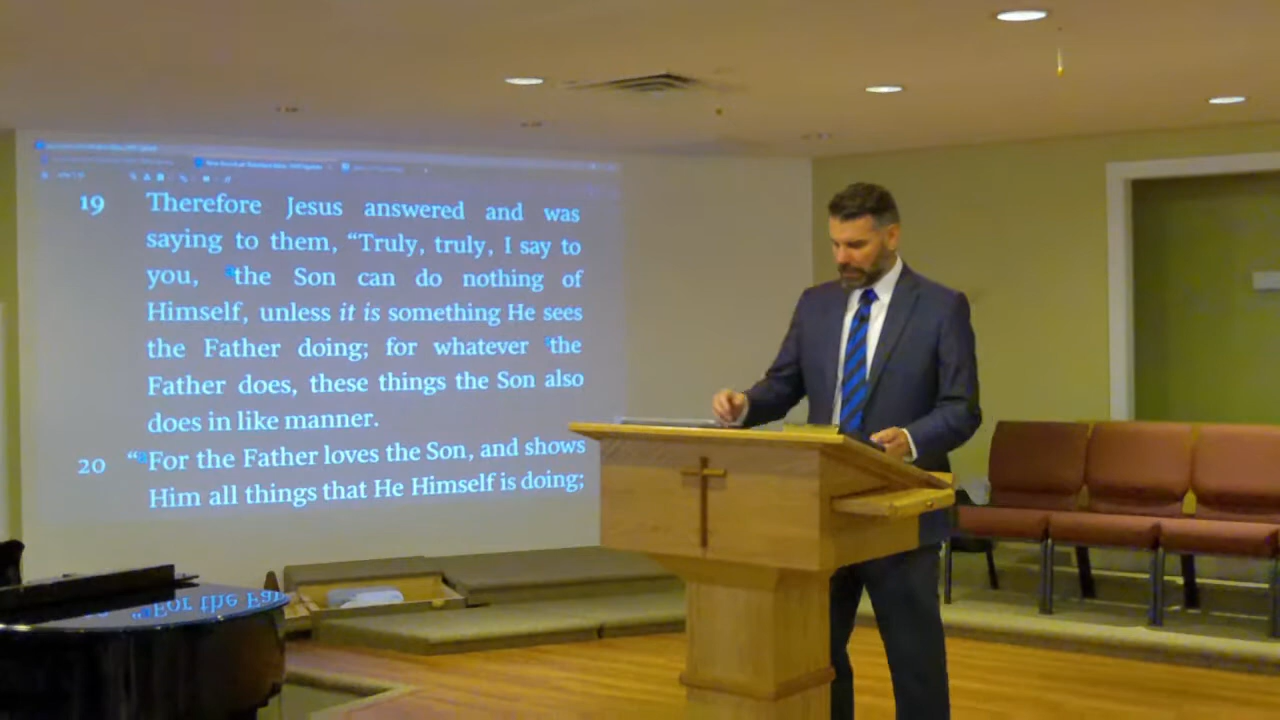 19 Therefore Jesus answered and was
saying to them, “Truly, truly, I say to
you, the Son can do nothing of
Himself, unless it is something He sees
the Father doing; for whatever the
Father does, these things the Son also
does in like manner.
20 “For the Father loves the Son, and shows
Him all things that He Himself is doing;
“For the Fa